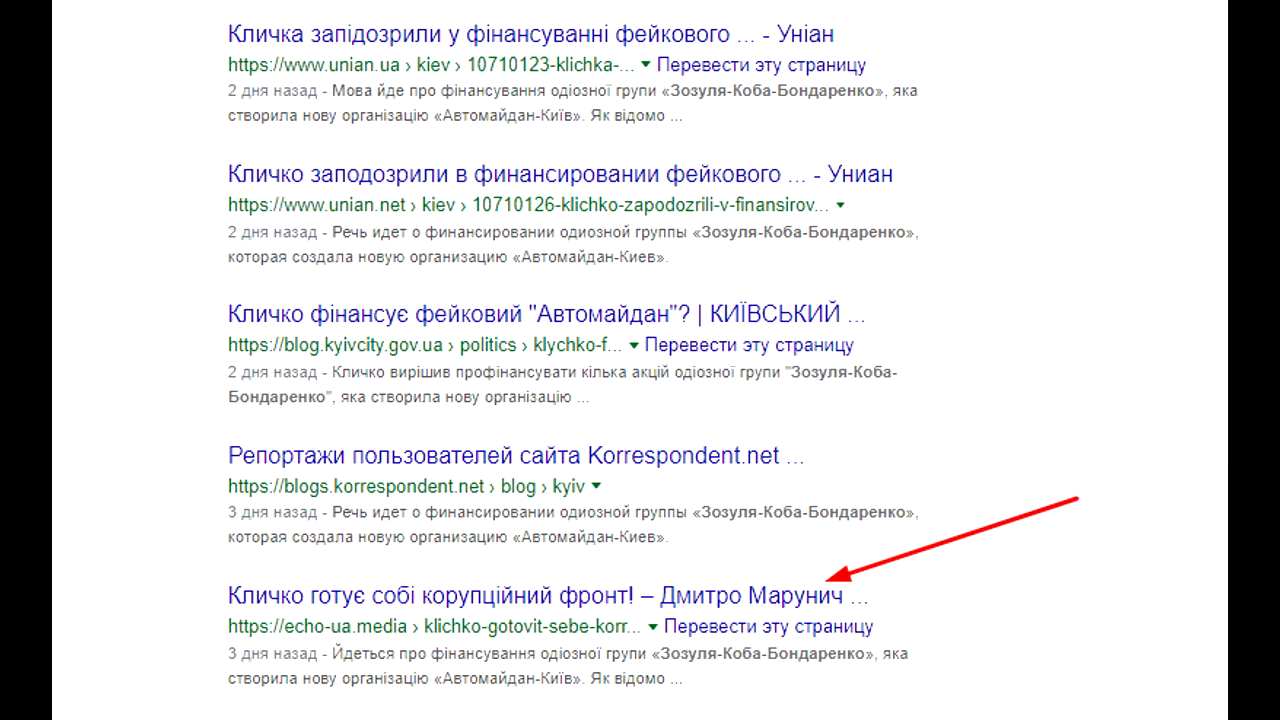 Кличка запідозрили у фінансуванні фейкового ... - Уніан
https://www.unian.ua › kiev › 10710123-klichka-... Перевести эту страницу
2 дня назад - Мова йде про фінансування одіозної групи «Зозуля-Коба-Бондаренко», яка
створила нову організацію «Автомайдан-Київ». Як відомо ...
Кличко заподозрили в финансировании фейкового ... - Униан
https://www.unian.net › kiev › 10710126-klichko-zapodozrili-v-finansirov...
2 дня назад - Речь идет о финансировании одиозной группы «Зозуля-Коба-Бондаренко»,
которая создала новую организацию «Автомайдан-Киев».
Кличко фінансує фейковий "Автомайдан"? | КИЇВСЬКИЙ ...
https://blog.kyivcity.gov.ua › politics › klychko-f... Перевести эту страницу
2 дня назад - Кличко вирішив профінансувати кілька акцій одіозної групи "Зозуля-Коба-
Бондаренко", яка створила нову організацію ...
Репортажи пользователей сайта Korrespondent.net ...
https://blogs.korrespondent.net › blog › kyiv
3 дня назад - Речь идет о финансировании одиозной группы «Зозуля-Коба-Бондаренко»,
которая создала новую организацию «Автомайдан-Киев».
Кличко готує собі корупційний фронт! – Дмитро Марунич ...
https://echo-ua.media › klichko-gotovit-sebe-korr... Перевести эту страницу
3 дня назад - Йдеться про фінансування одіозної групи «Зозуля-Коба-Бондаренко», яка
створила нову організацію «Автомайдан-Київ». Як відомо ...